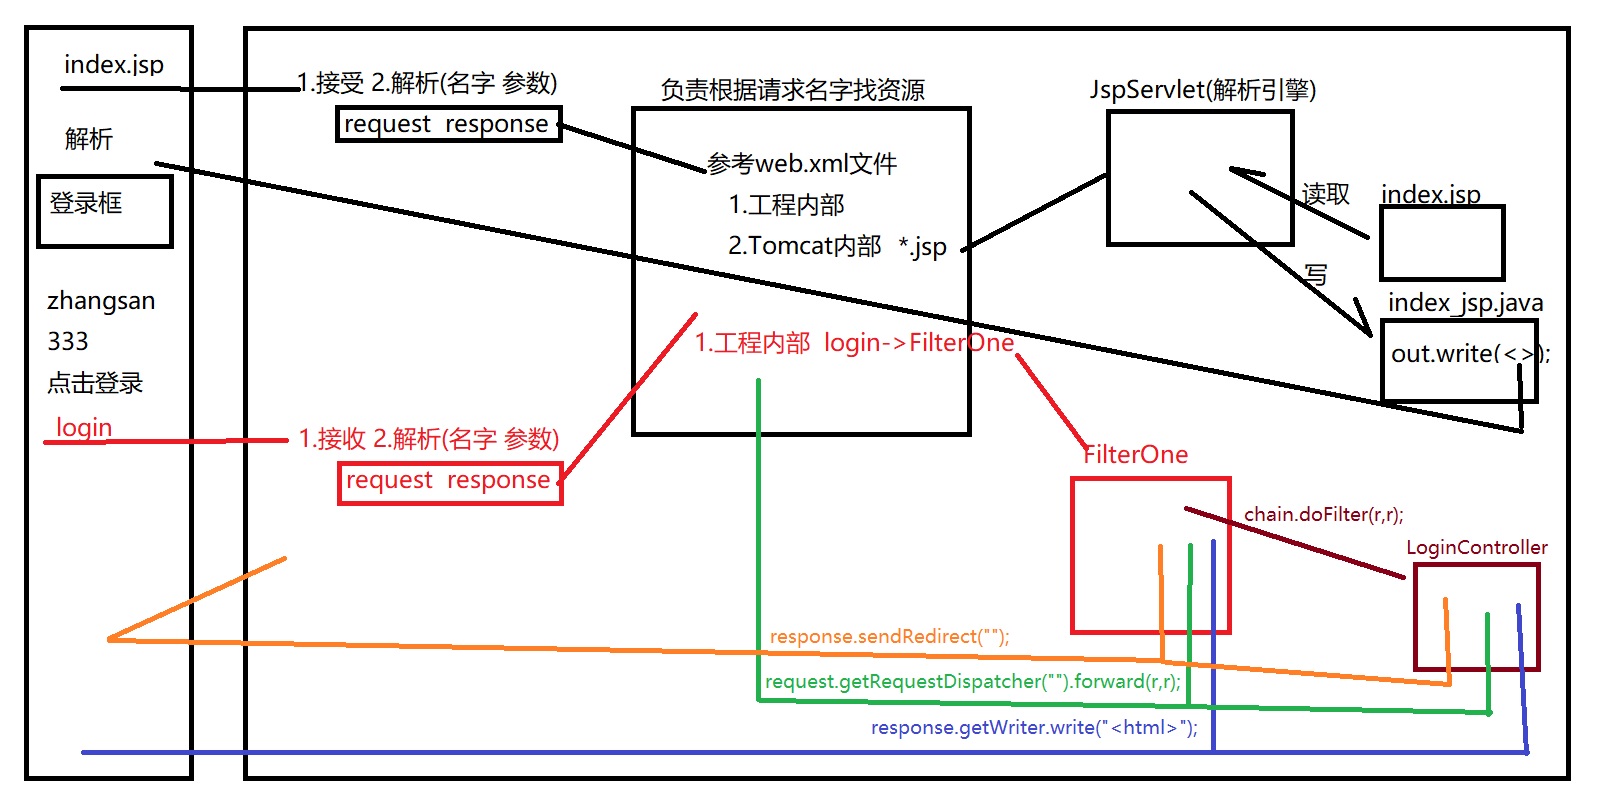 index.jsp
解析
登录框
zhangsan
333
点击登录
login
1.接受 2.解析(名字 参数)
request response
负责根据请求名字找资源
参考web.xml文件
1.工程内部
2.Tomcat内部 *.jsp
JspServlet(解析引擎)
读取
index.jsp
写
index_jsp.java
out.write(<>);
1.工程内部 login->FilterOne
1.接收 2.解析(名字 参数)
request response
FilterOne
chain.doFilter(r,r);
LoginController
response.sendRedirect("");
request.getRequestDispatcher("").forward(r,r);
response.getWriter.write("<html>");